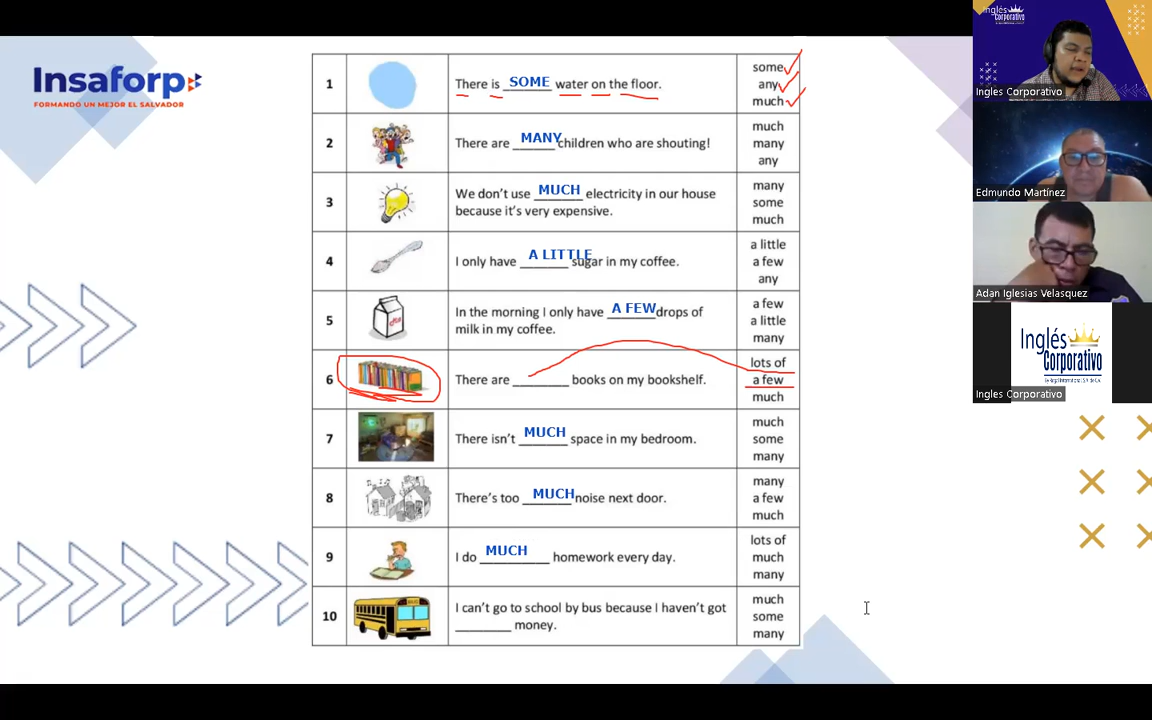 Insaforp
FORMANDO UN MEJOR EL SALVADOR
1
There is SOME water on the floor.
some
any
much
2
There are MANY children who are shouting!
much
many
any
3
We don't use MUCH electricity in our house
because it's very expensive.
many
some
much
4
I only have A LITTLE sugar in my coffee.
a little
a few
any
5
In the morning I only have A FEW drops of
milk in my coffee.
a few
a little
many
6
There are ________ books on my bookshelf.
lots of
a few
much
7
There isn't MUCH space in my bedroom.
much
some
many
8
There's too MUCH noise next door.
many
a few
much
9
I do MUCH homework every day.
lots of
much
many
10
I can't go to school by bus because I haven't got
________ money.
much
some
many
Inglés
Corporativo
Ingles Corporativo
Edmundo Martínez
Adan Iglesias Velasquez
Inglés
Corporativo
Ingles Corporativo